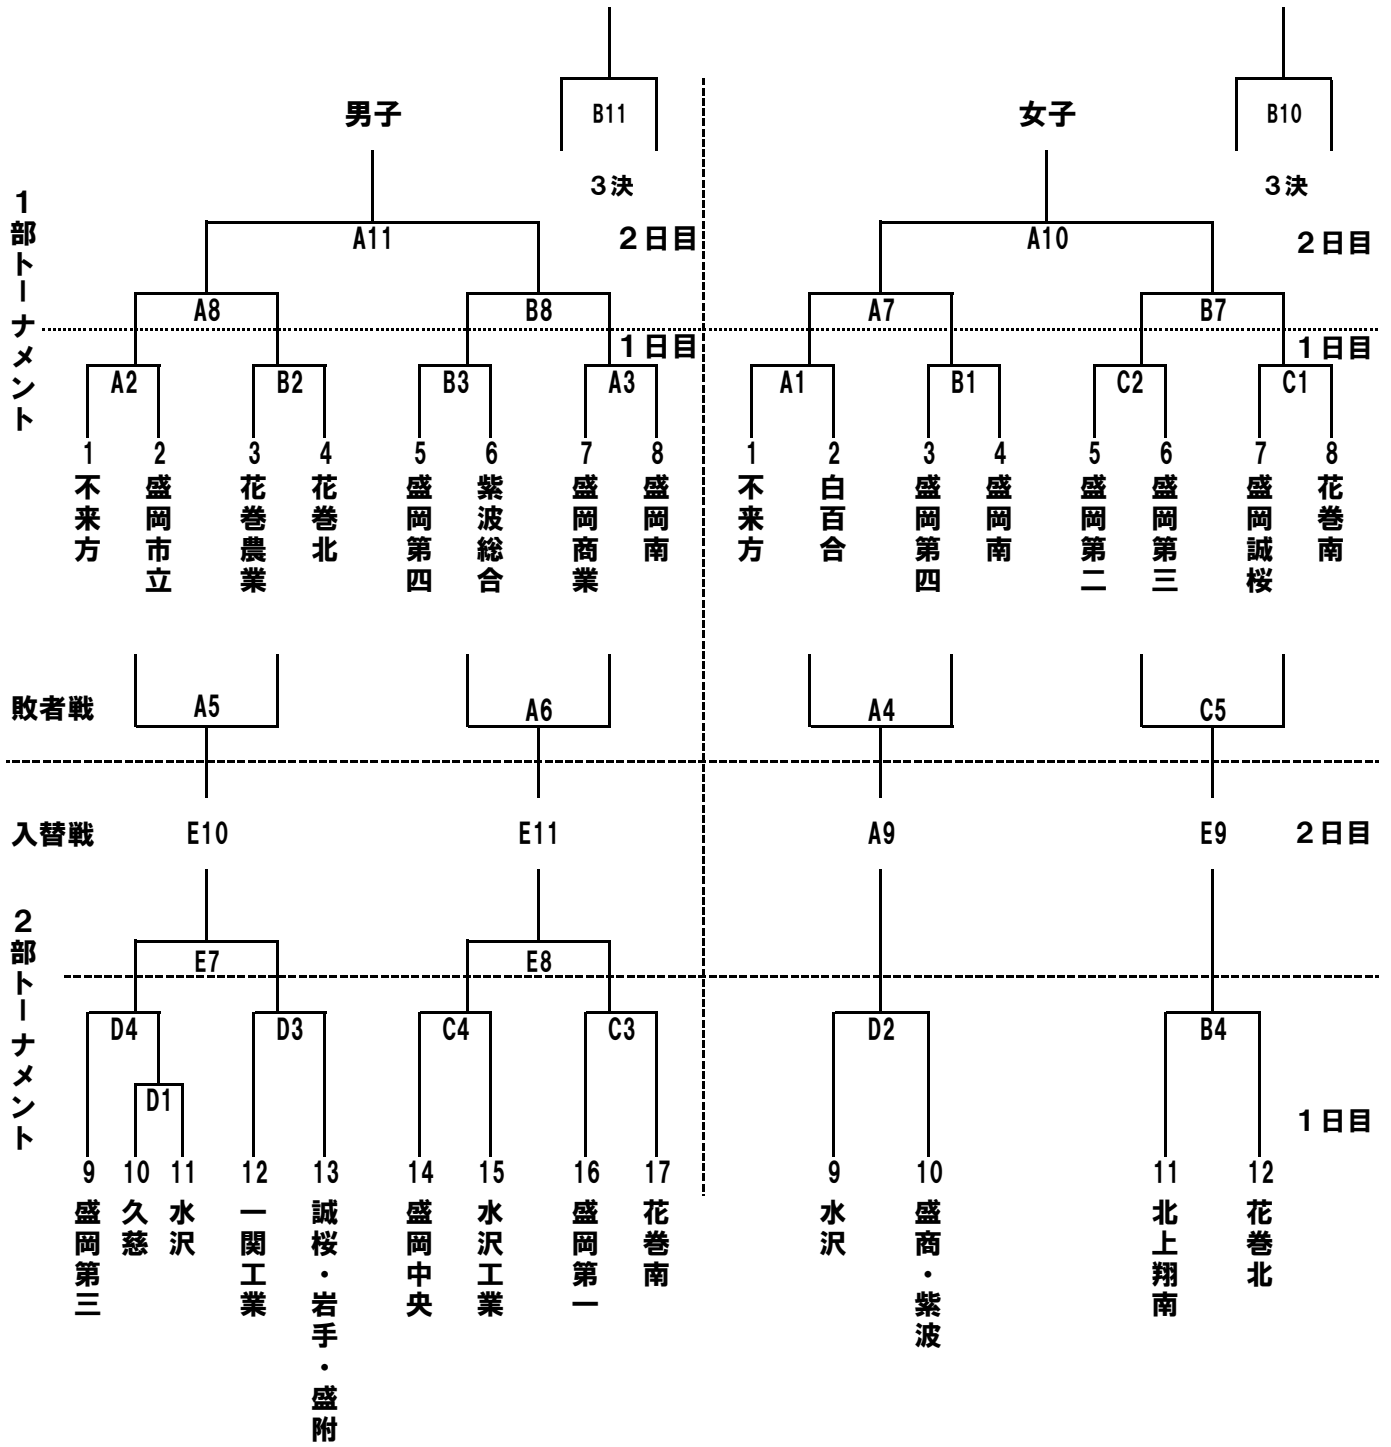 男子
B11
3決
女子
B10
3決
1部トーナメント
A11
2日目
A10
2日目
A8
B8
A7
B7
1日目
1日目
A2
B2
B3
A3
A1
B1
C2
C1
1 2 3 4 5 6 7 8
1 2 3 4 5 6 7 8
不来方
盛岡市立
花巻農業
花巻北
盛岡第四
紫波総合
盛岡商業
盛岡南
不来方
白百合
盛岡第四
盛岡南
盛岡第二
盛岡第三
盛岡誠桜
花巻南
敗者戦
A5
A6
A4
C5
入替戦
E10
E11
A9
E9
2日目
2部トーナメント
E7
E8
D4
D3
C4
C3
D2
B4
D1
1日目
9 10 11 12 13 14 15 16 17
9 10 11 12
盛岡第三
久慈
水沢
一関工業
誠桜・岩手・盛附
盛岡中央
水沢工業
盛岡第一
花巻南
水沢
盛商・紫波
北上翔南
花巻北